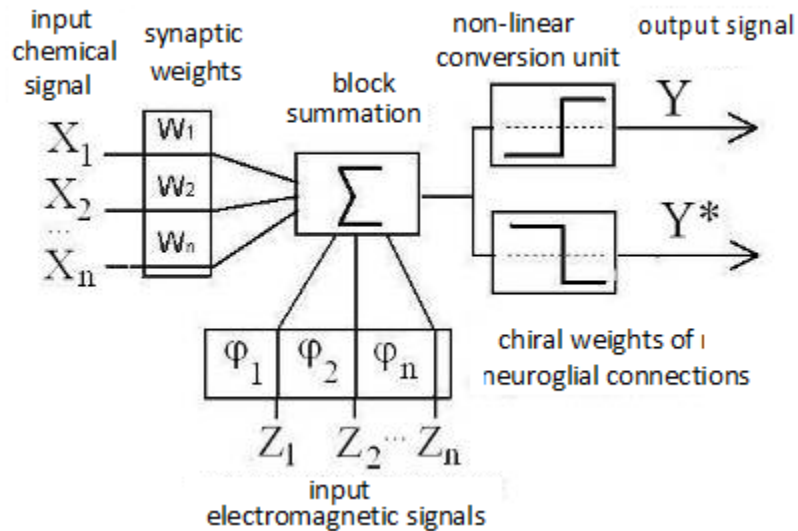 input
chemical
signal
synaptic
weights
block
summation
non-linear
conversion unit
output signal
X1
X2
...
Xn
W1
W2
Wn
Σ
Y
Y*
φ1 φ2 φn
Z1 Z2 ... Zn
chiral weights of
neuroglial connections
input
electromagnetic signals